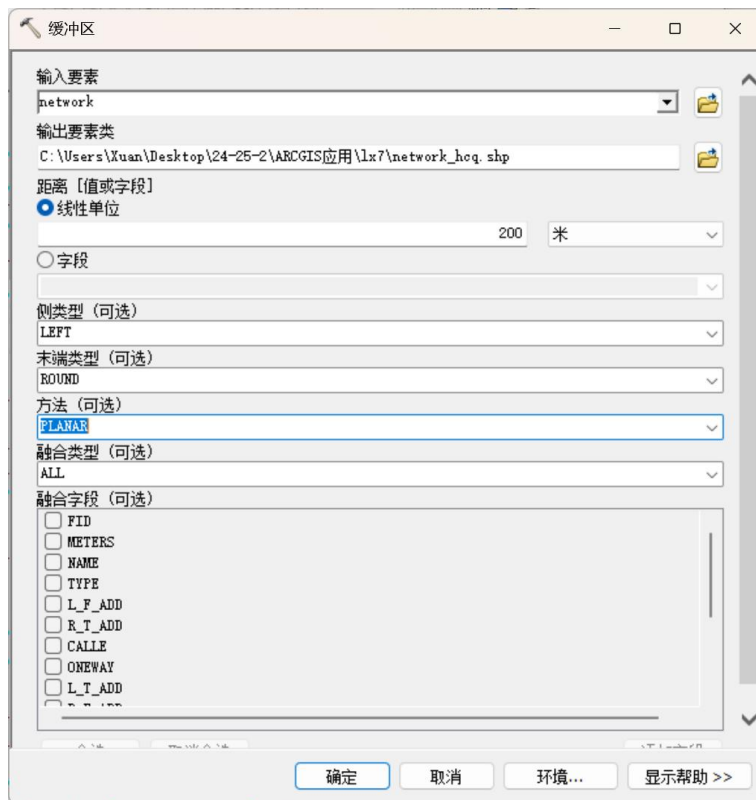 缓冲区
输入要素
network
输出要素类
C:\Users\Xuan\Desktop\24-25-2\ARCGIS应用\lx7\network_hcq.shp
距离 [值或字段]
线性单位
200 米
字段
侧类型 (可选)
LEFT
末端类型 (可选)
ROUND
方法 (可选)
PLANAR
融合类型 (可选)
ALL
融合字段 (可选)
FID
METERS
NAME
TYPE
L_F_ADD
R_T_ADD
CALLE
ONEWAY
L_T_ADD
确定 取消 环境... 显示帮助 >>